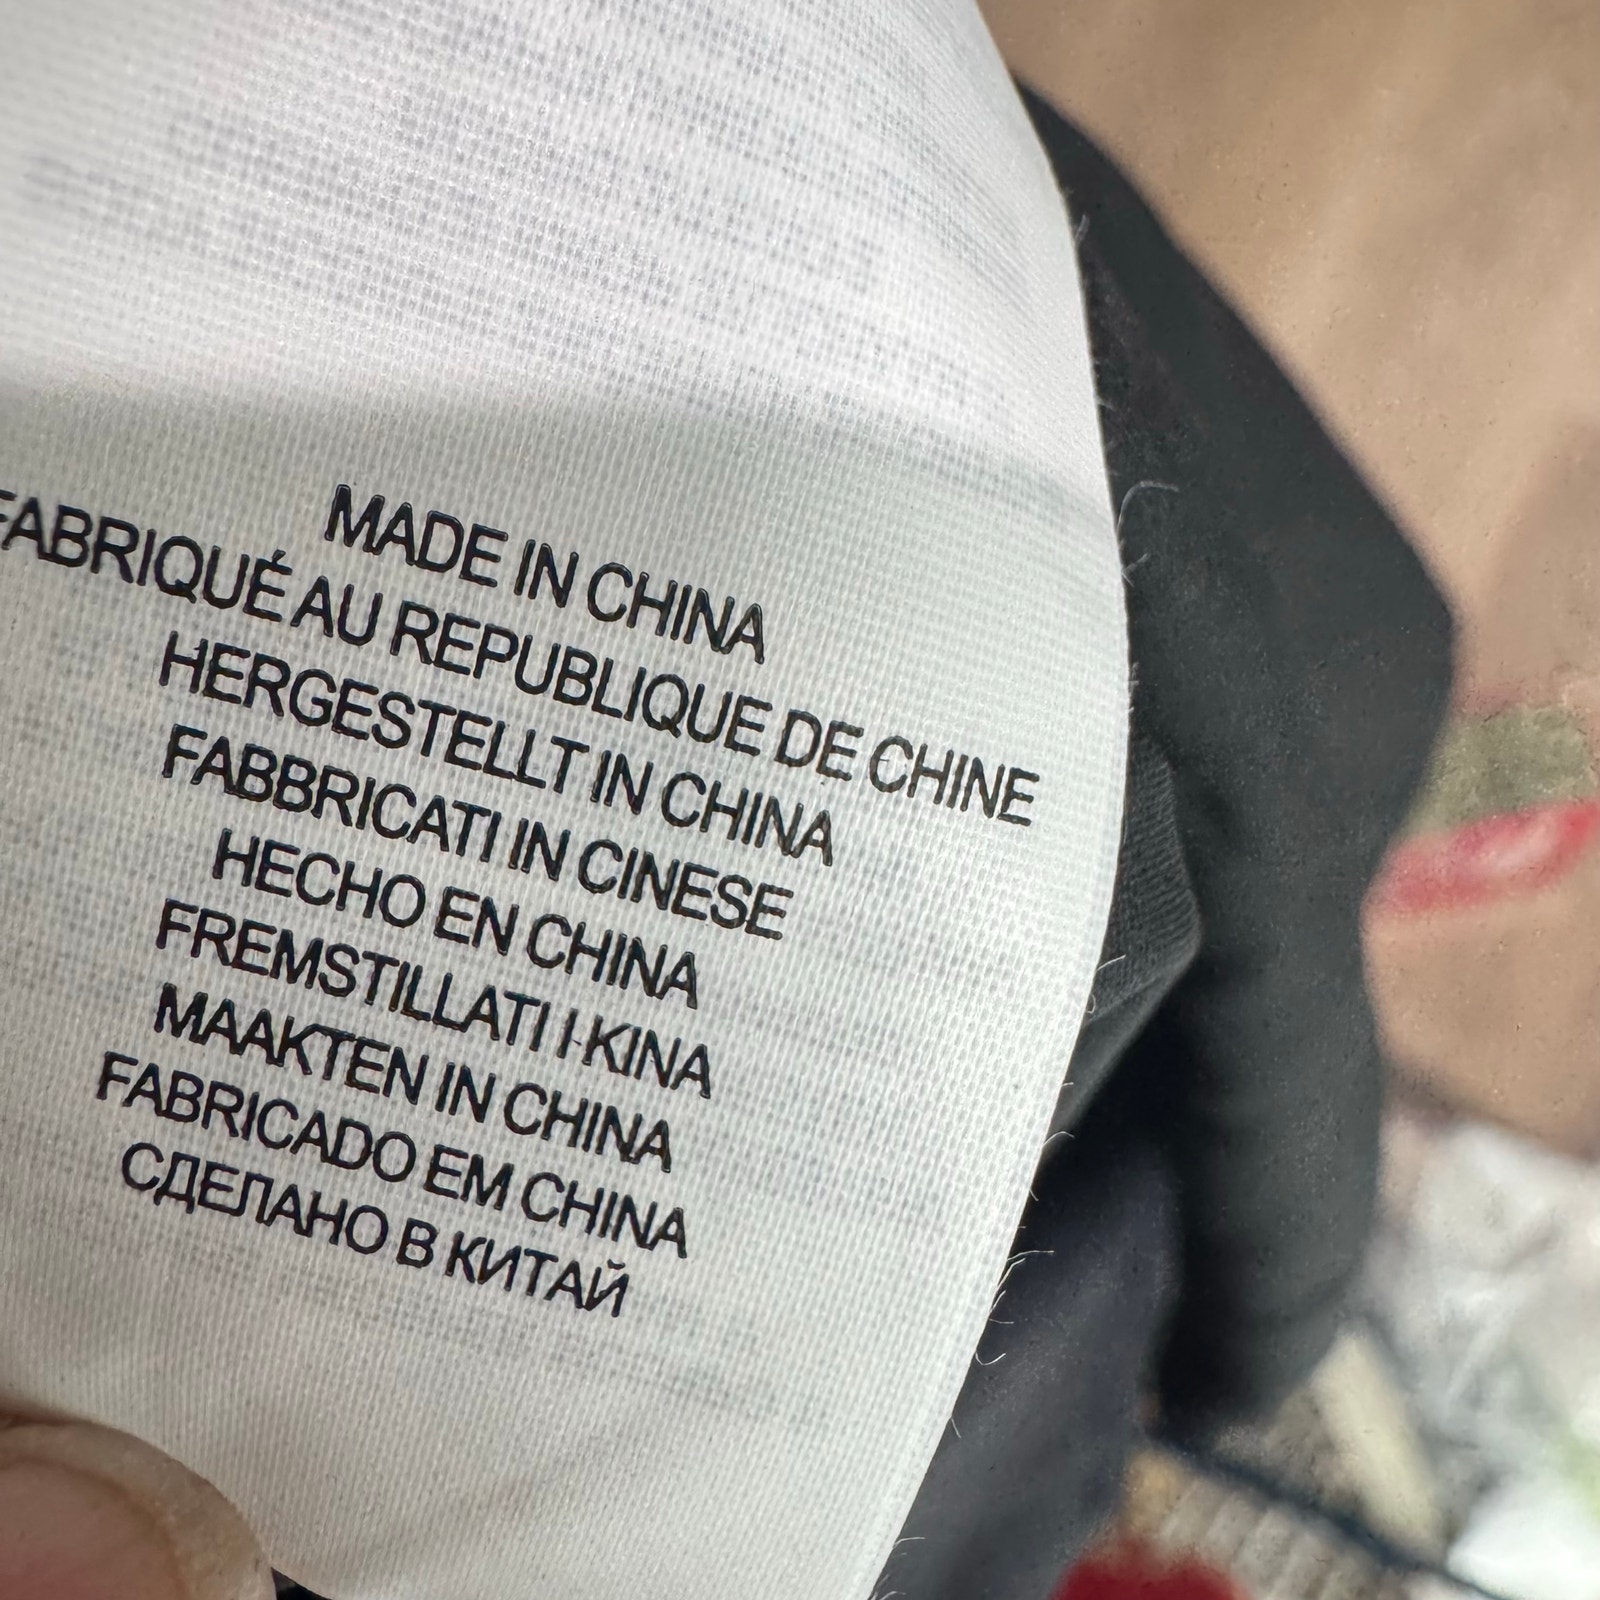 MADE IN CHINA
FABRIQUÉ AU REPUBLIQUE DE CHINE
HERGESTELLT IN CHINA
FABBRICATI IN CINESE
HECHO EN CHINA
FREMSTILLATI I-KINA
MAAKTEN IN CHINA
FABRICADO EM CHINA
СДЕЛАНО В КИТАЙ